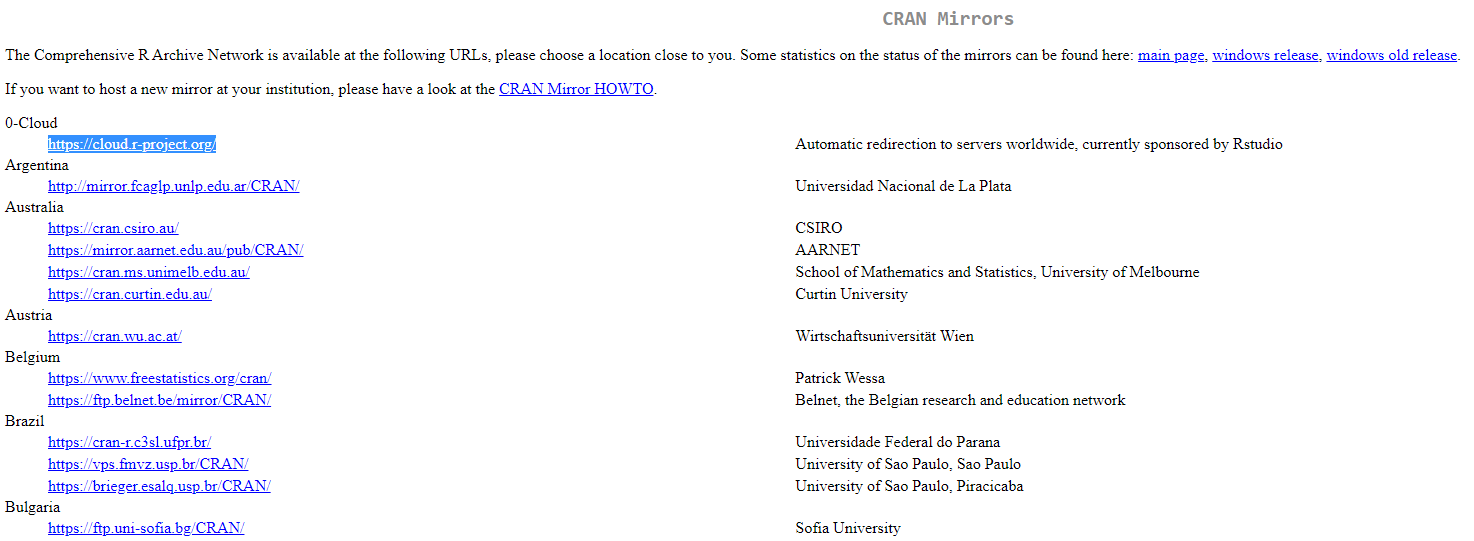 CRAN Mirrors
The Comprehensive R Archive Network is available at the following URLs, please choose a location close to you. Some statistics on the status of the mirrors can be found here: main page, windows release, windows old release.
If you want to host a new mirror at your institution, please have a look at the CRAN Mirror HOWTO.
0-Cloud
https://cloud.r-project.org/ Automatic redirection to servers worldwide, currently sponsored by Rstudio
Argentina
http://mirror.fcaglp.unlp.edu.ar/CRAN/ Universidad Nacional de La Plata
Australia
https://cran.csiro.au/ CSIRO
https://mirror.aarnet.edu.au/pub/CRAN/ AARNET
https://cran.ms.unimelb.edu.au/ School of Mathematics and Statistics, University of Melbourne
https://cran.curtin.edu.au/ Curtin University
Austria
https://cran.wu.ac.at/ Wirtschaftsuniversität Wien
Belgium
https://www.freestatistics.org/cran/ Patrick Wessa
https://ftp.belnet.be/mirror/CRAN/ Belnet, the Belgian research and education network
Brazil
https://cran-r.c3sl.ufpr.br/ Universidade Federal do Parana
https://vps.fmvz.usp.br/CRAN/ University of Sao Paulo, Sao Paulo
https://brieger.esalq.usp.br/CRAN/ University of Sao Paulo, Piracicaba
Bulgaria
https://ftp.uni-sofia.bg/CRAN/ Sofia University